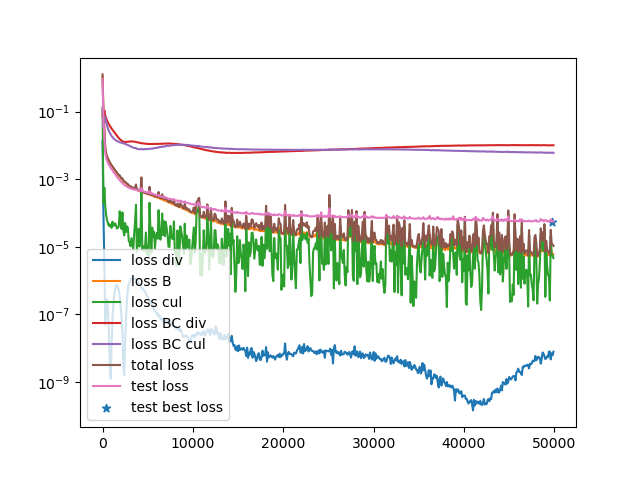 10⁻¹
10⁻³
10⁻⁵
10⁻⁷
10⁻⁹
loss div
loss B
loss cul
loss BC div
loss BC cul
total loss
test loss
test best loss
0 10000 20000 30000 40000 50000